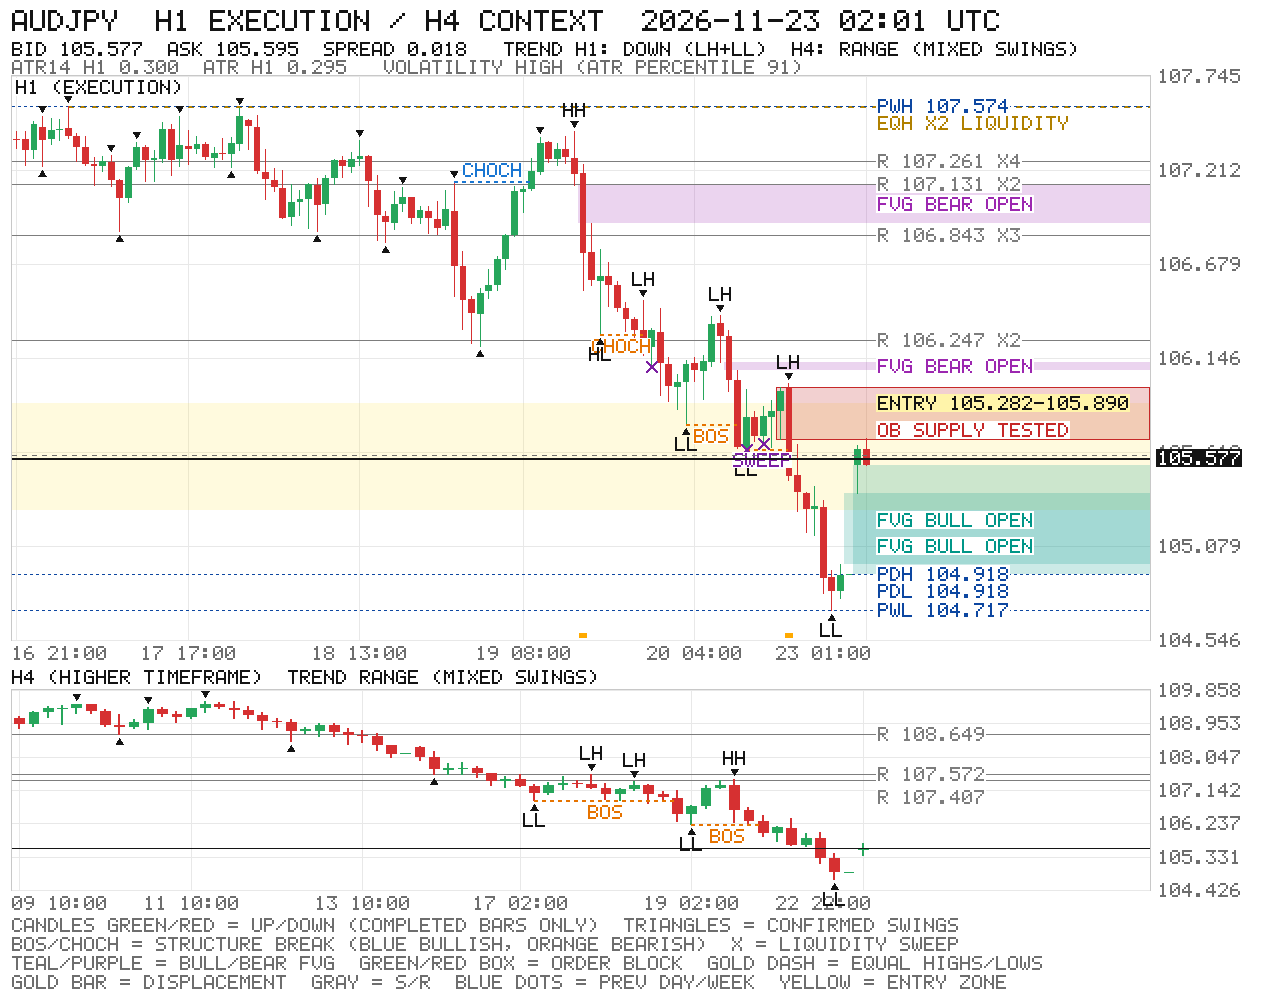 AUDJPY  H1 EXECUTION / H4 CONTEXT  2026-11-23 02:01 UTC
BID 105.577  ASK 105.595  SPREAD 0.018   TREND H1: DOWN (LH+LL)  H4: RANGE (MIXED SWINGS)
ATR14 H1 0.300  ATR H1 0.295   VOLATILITY HIGH (ATR PERCENTILE 91)
107.745
H1 (EXECUTION)
PWH 107.574
HH
EQH X2 LIQUIDITY
R 107.261 X4
CHOCH
107.212
R 107.131 X2
FVG BEAR OPEN
R 106.843 X3
106.679
LH
LH
R 106.247 X2
CHOCH
HL
106.146
LH
FVG BEAR OPEN
ENTRY 105.282-105.890
OB SUPPLY TESTED
BOS
LL
105.577
SWEEP
LL
FVG BULL OPEN
FVG BULL OPEN
105.079
PDH 104.918
PDL 104.918
PWL 104.717
LL
104.546
16 21:00
17 17:00
18 13:00
19 08:00
20 04:00
23 01:00
H4 (HIGHER TIMEFRAME)  TREND RANGE (MIXED SWINGS)
109.858
108.953
R 108.649
108.047
LH
LH
HH
R 107.572
R 107.407
107.142
BOS
LL
106.237
BOS
LL
105.331
104.426
LL
09 10:00
11 10:00
13 10:00
17 02:00
19 02:00
22 22:00
CANDLES GREEN/RED = UP/DOWN (COMPLETED BARS ONLY)  TRIANGLES = CONFIRMED SWINGS
BOS/CHOCH = STRUCTURE BREAK (BLUE BULLISH, ORANGE BEARISH)  X = LIQUIDITY SWEEP
TEAL/PURPLE = BULL/BEAR FVG  GREEN/RED BOX = ORDER BLOCK  GOLD DASH = EQUAL HIGHS/LOWS
GOLD BAR = DISPLACEMENT  GRAY = S/R  BLUE DOTS = PREV DAY/WEEK  YELLOW = ENTRY ZONE